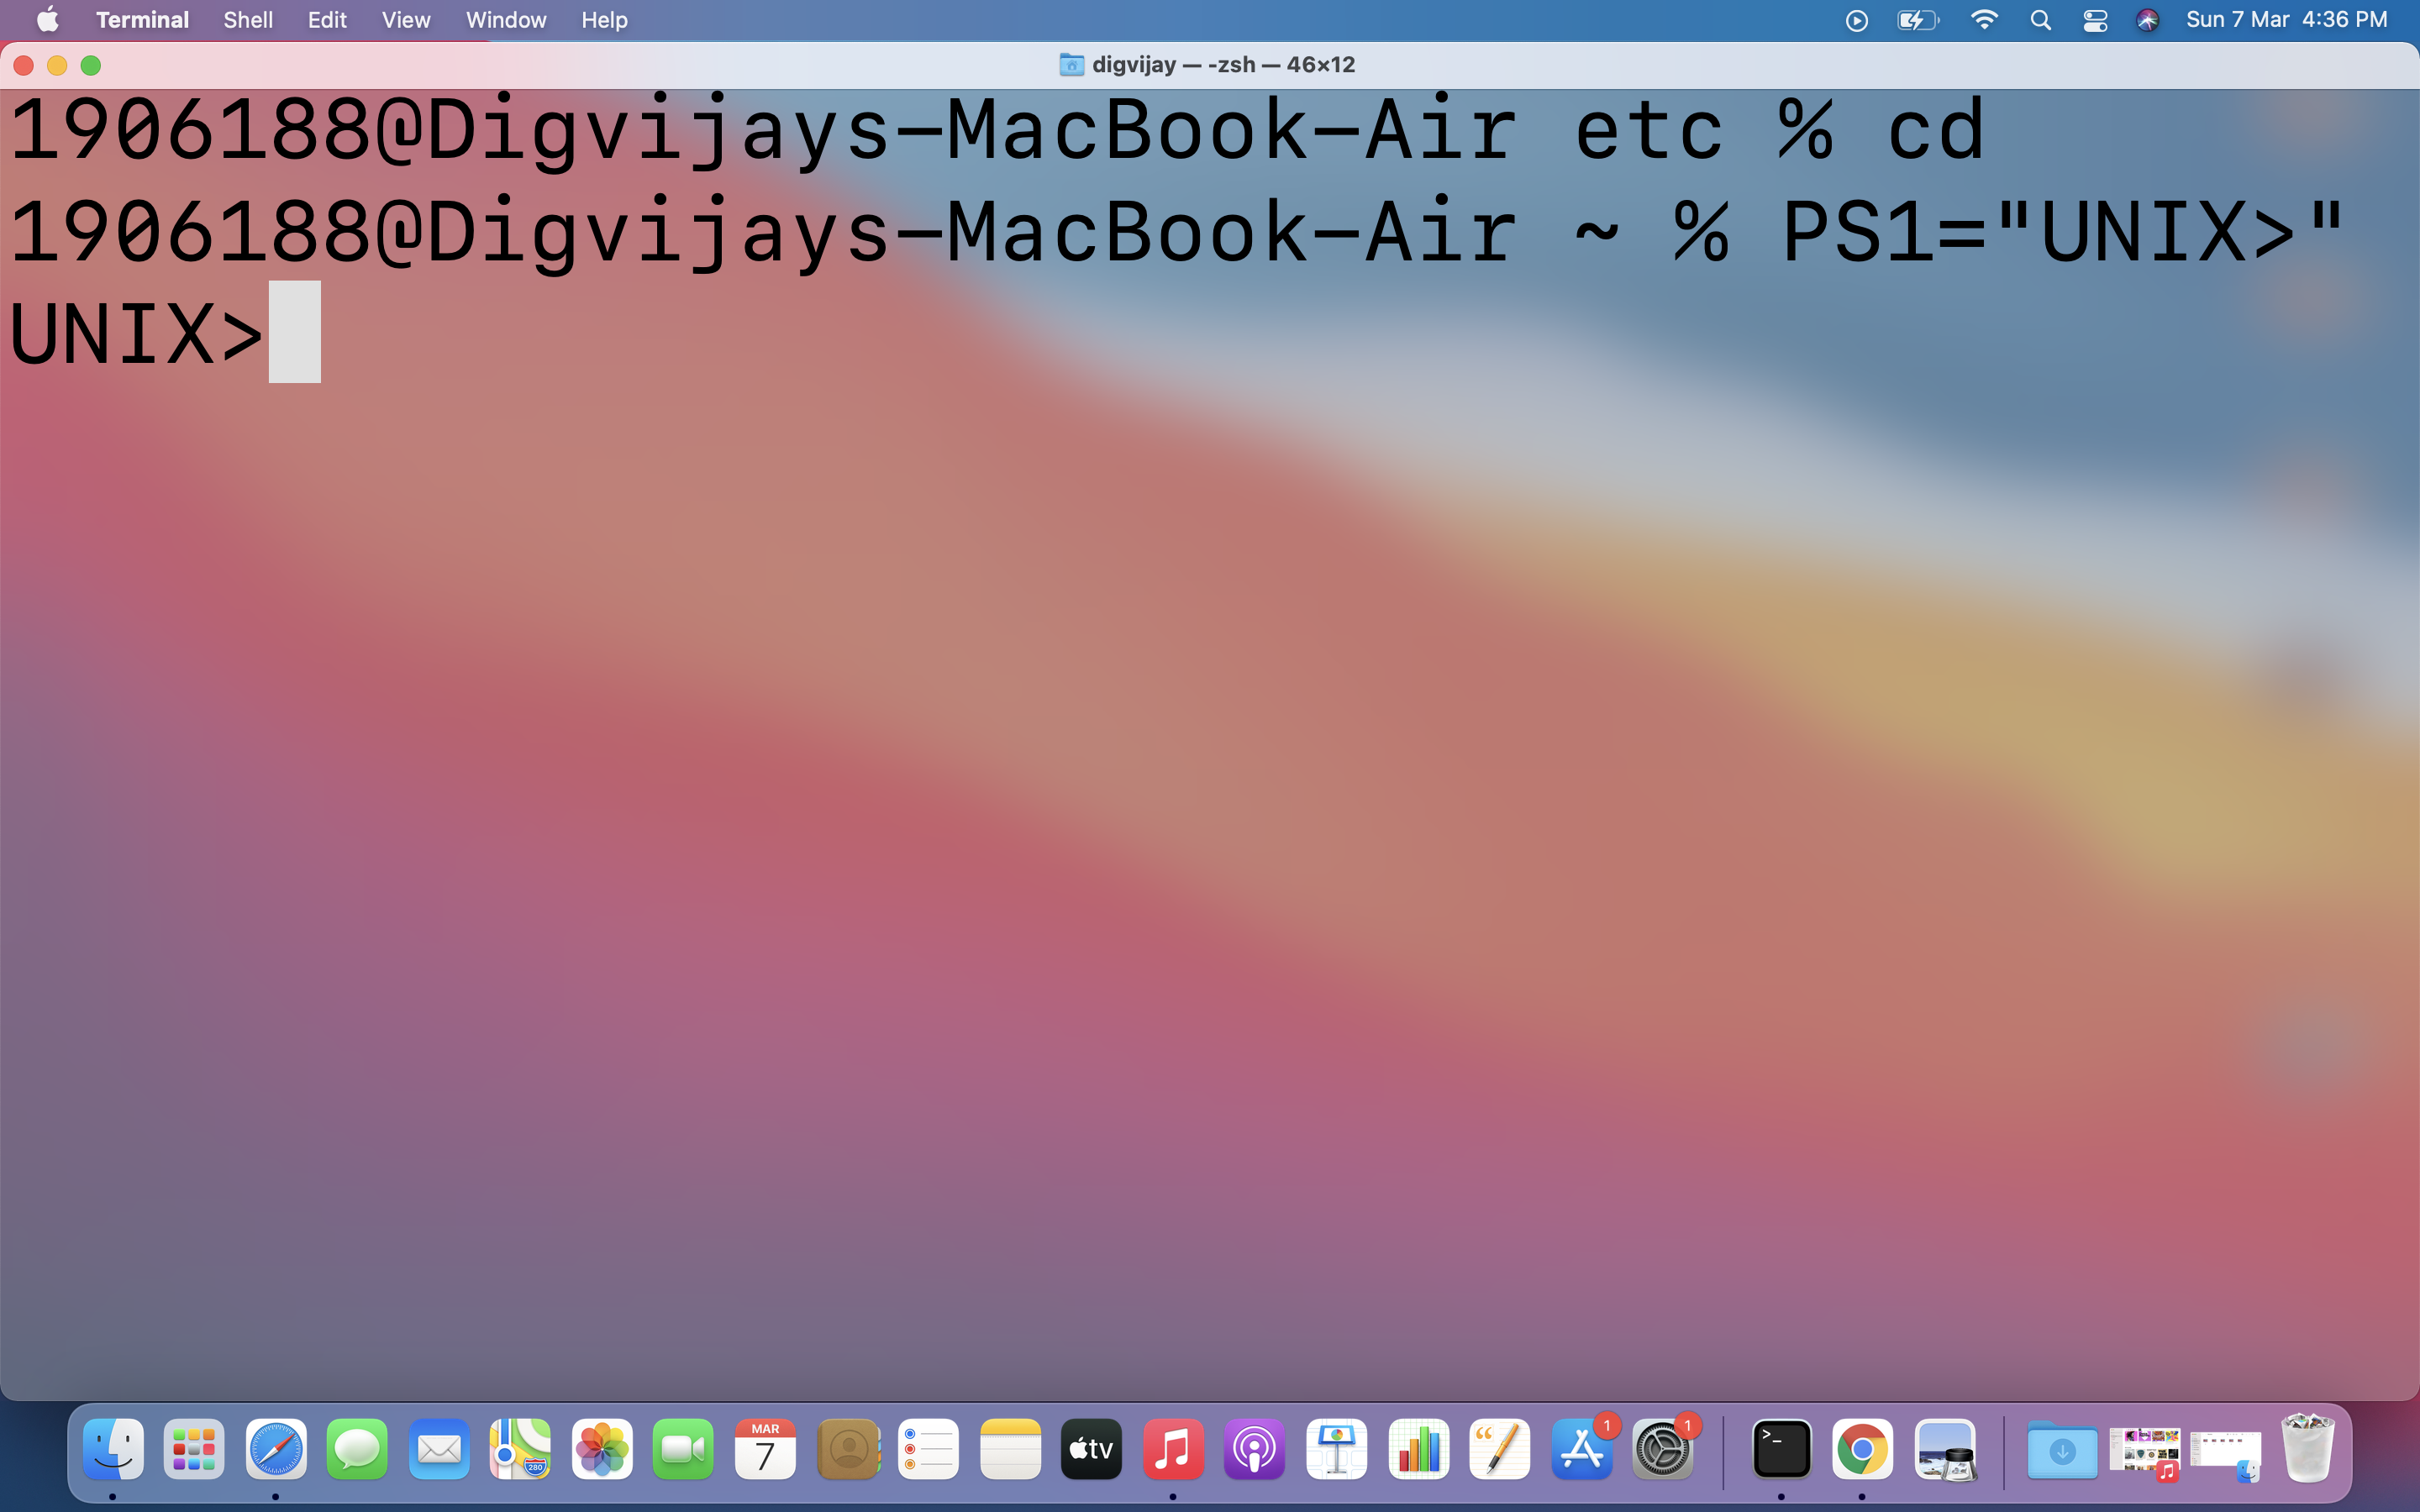 Terminal Shell Edit View Window Help Sun 7 Mar 4:36 PM
digvijay — -zsh — 46×12
1906188@Digvijays-MacBook-Air etc % cd
1906188@Digvijays-MacBook-Air ~ % PS1="UNIX>"
UNIX>
280
MAR
7
tv
1
1
>_